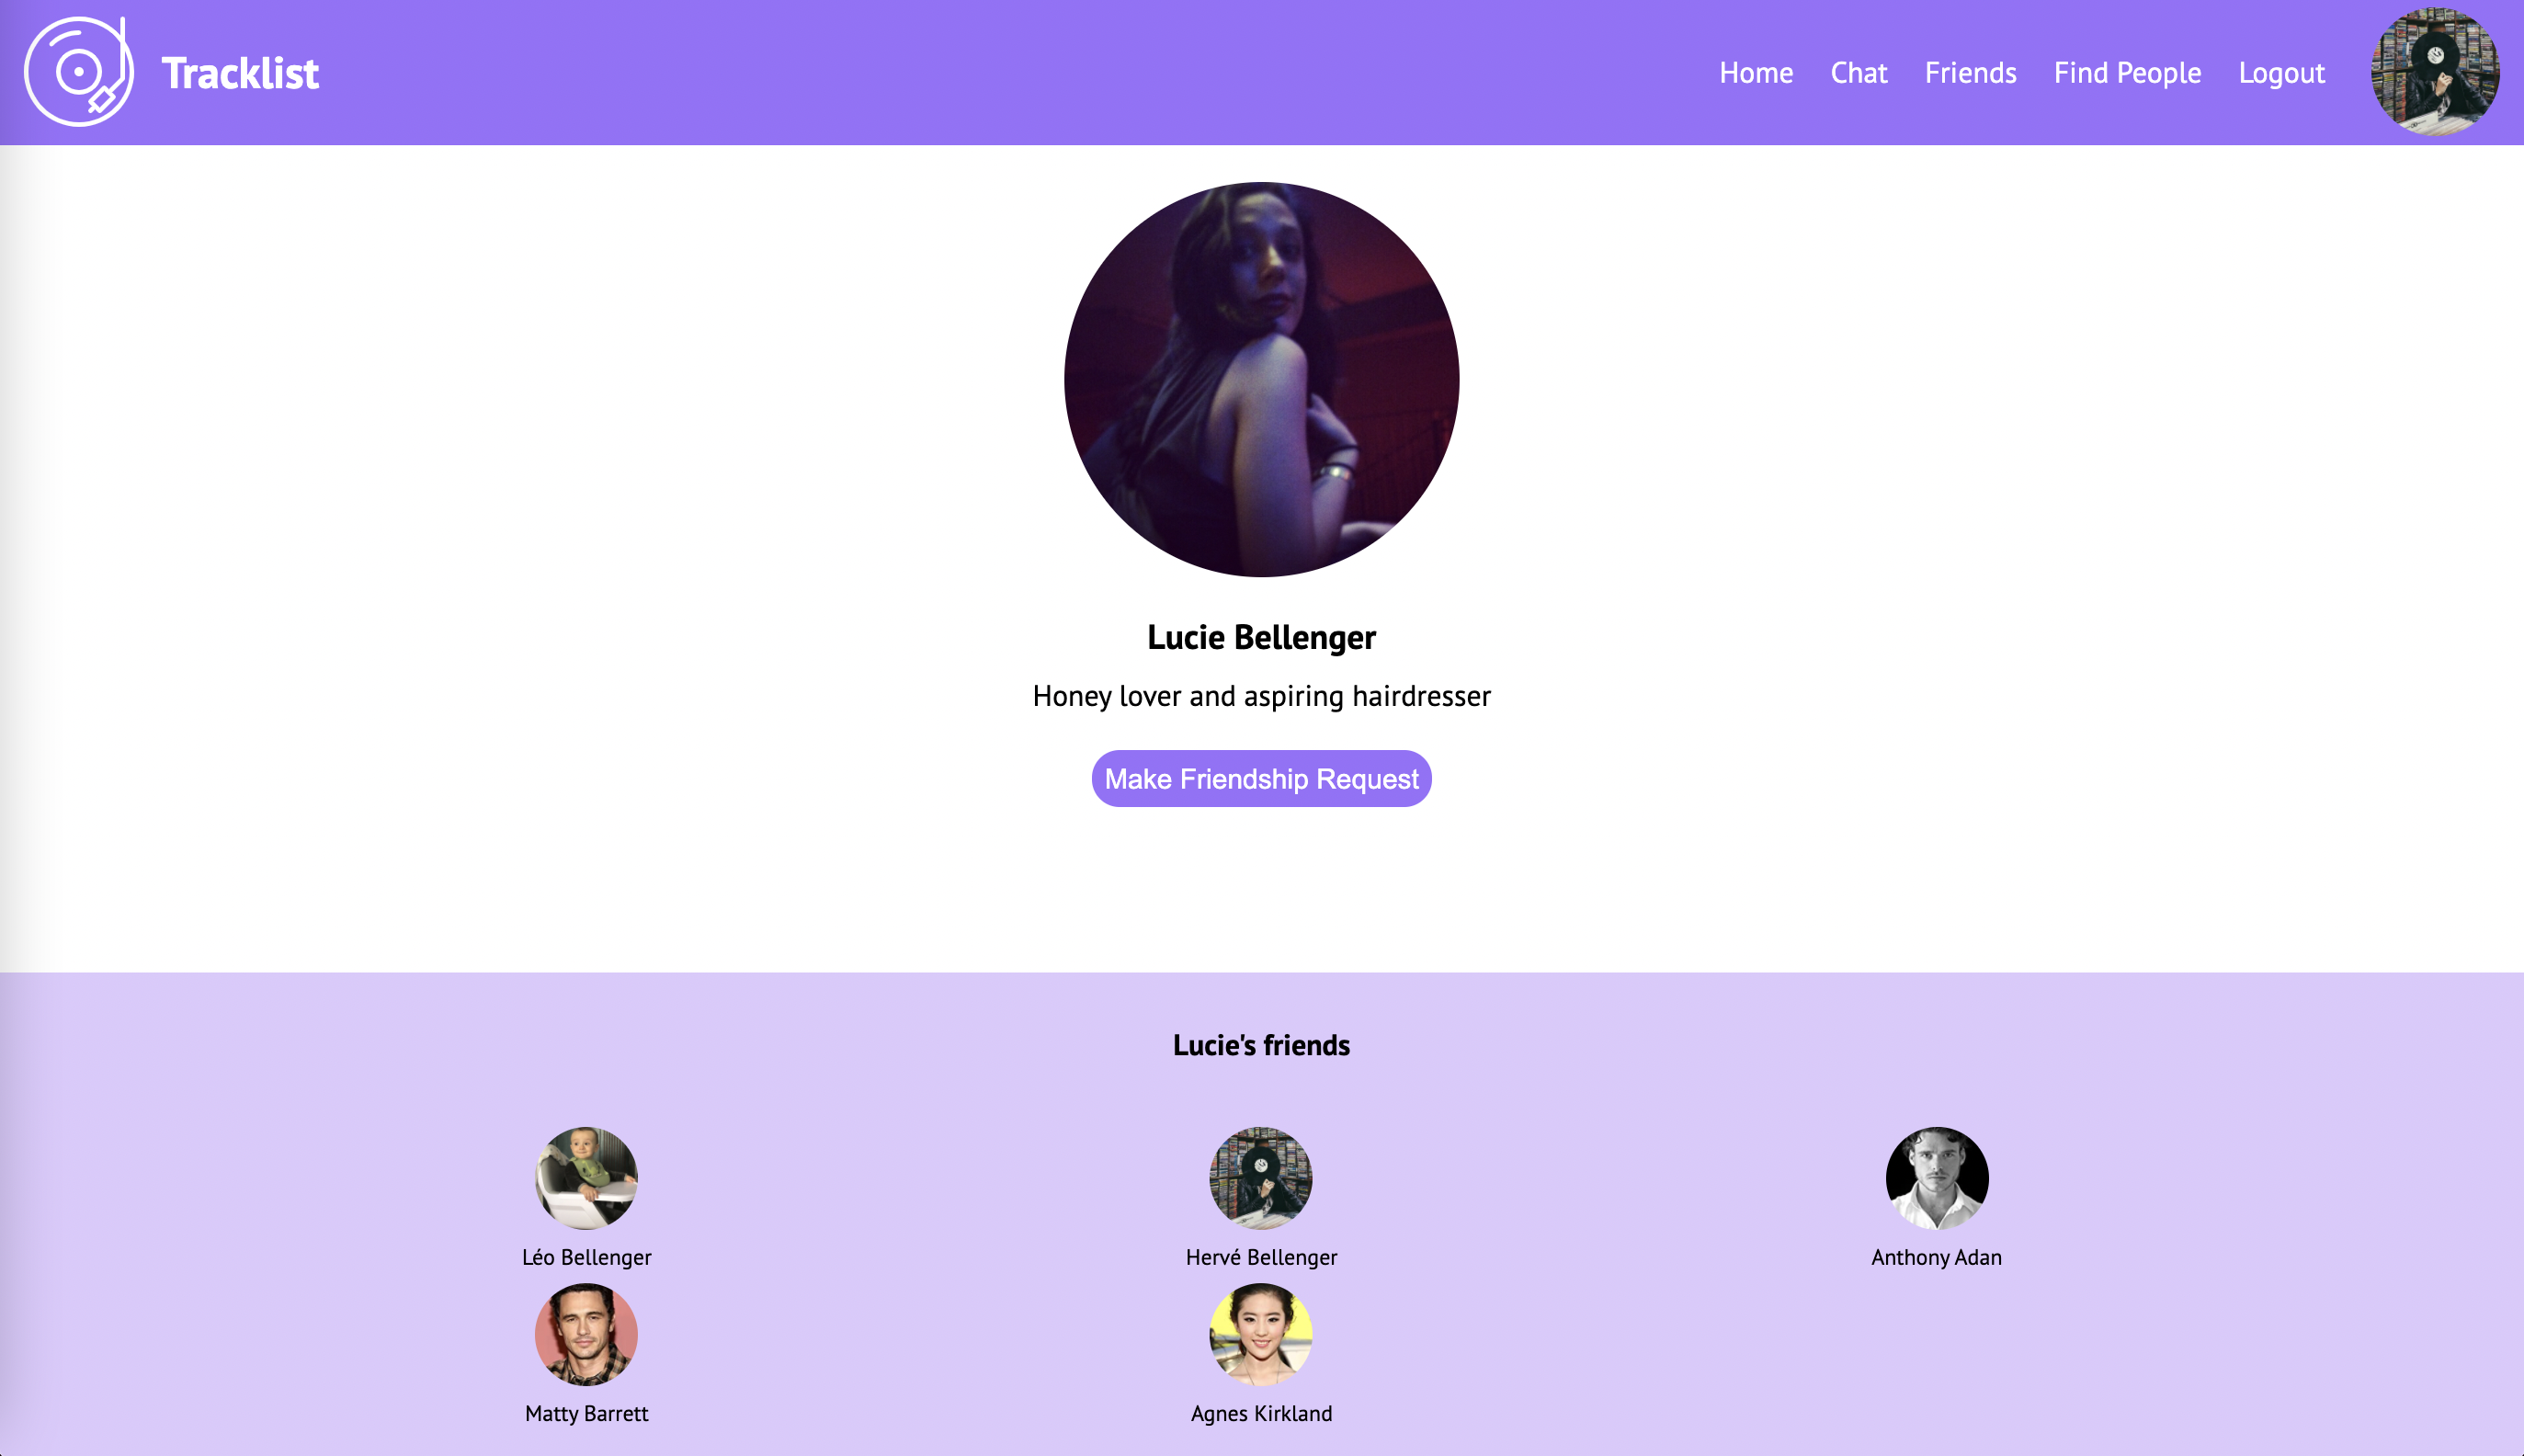 Tracklist
Home Chat Friends Find People Logout
Lucie Bellenger
Honey lover and aspiring hairdresser
Make Friendship Request
Lucie's friends
Léo Bellenger Hervé Bellenger Anthony Adan
Matty Barrett Agnes Kirkland